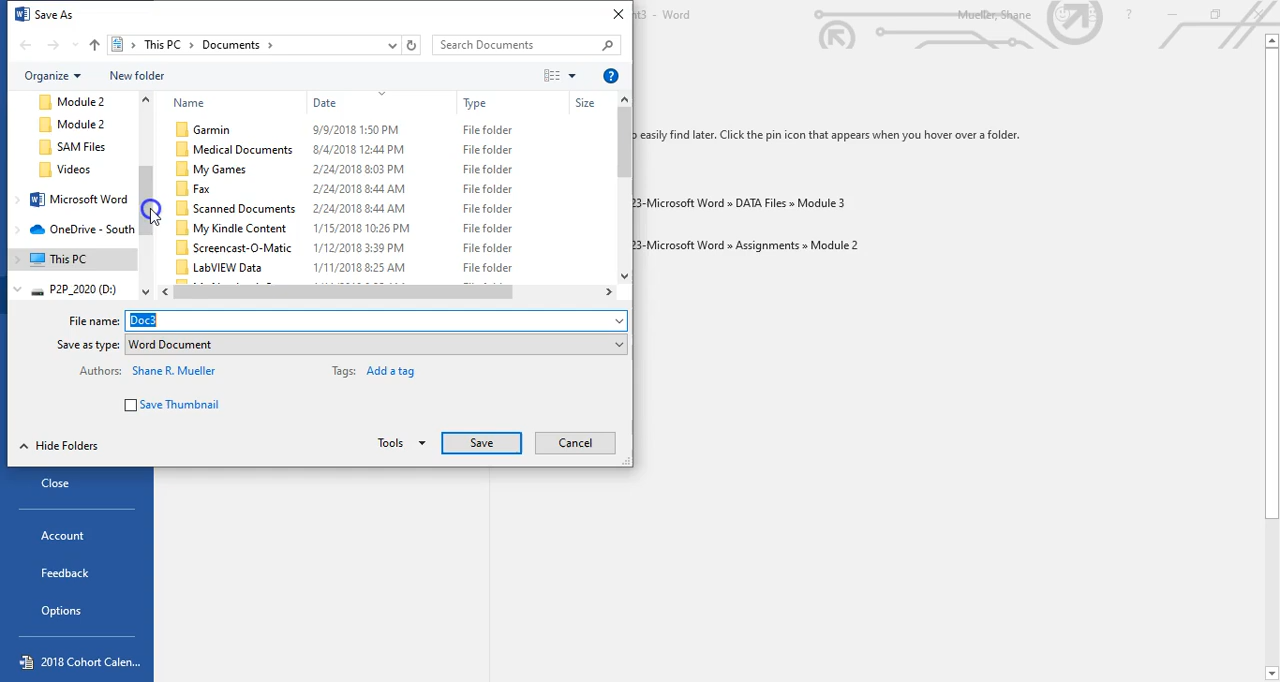 Save As
nt3 - Word
Mueller, Shane
?
This PC > Documents >
Search Documents
Organize
New folder
?
Module 2
Module 2
SAM Files
Videos
Microsoft Word
OneDrive - South
This PC
P2P_2020 (D:)
Name Date Type Size
Garmin 9/9/2018 1:50 PM File folder
Medical Documents 8/4/2018 12:44 PM File folder
My Games 2/24/2018 8:03 PM File folder
Fax 2/24/2018 8:44 AM File folder
Scanned Documents 2/24/2018 8:44 AM File folder
My Kindle Content 1/15/2018 10:26 PM File folder
Screencast-O-Matic 1/12/2018 3:39 PM File folder
LabVIEW Data 1/11/2018 8:25 AM File folder
easily find later. Click the pin icon that appears when you hover over a folder.
23-Microsoft Word » DATA Files » Module 3
23-Microsoft Word » Assignments » Module 2
File name: Doc3
Save as type: Word Document
Authors: Shane R. Mueller
Tags: Add a tag
Save Thumbnail
Hide Folders
Tools
Save
Cancel
Close
Account
Feedback
Options
2018 Cohort Calen...